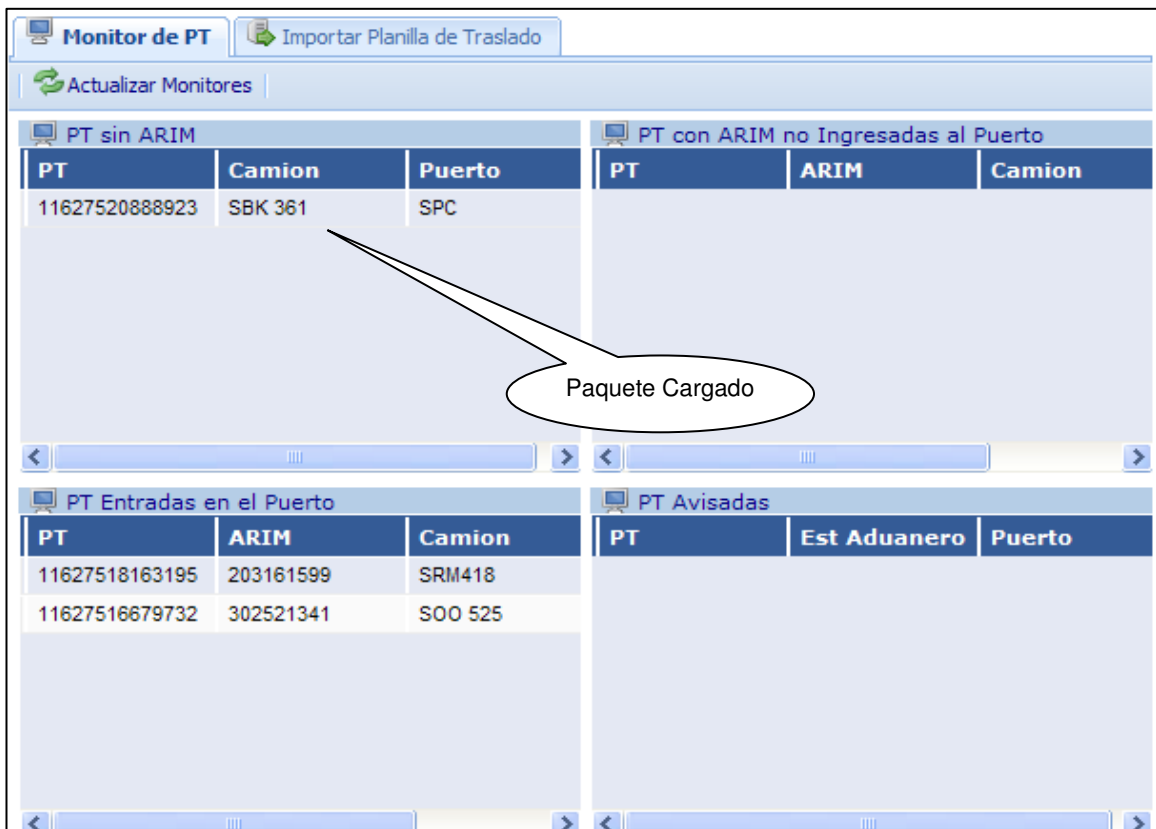 Monitor de PT Importar Planilla de Traslado
Actualizar Monitores
PT sin ARIM
PT Camion Puerto
11627520888923 SBK 361 SPC
PT con ARIM no Ingresadas al Puerto
PT ARIM Camion
Paquete Cargado
PT Entradas en el Puerto
PT ARIM Camion
11627518163195 203161599 SRM418
11627516679732 302521341 SOO 525
PT Avisadas
PT Est Aduanero Puerto